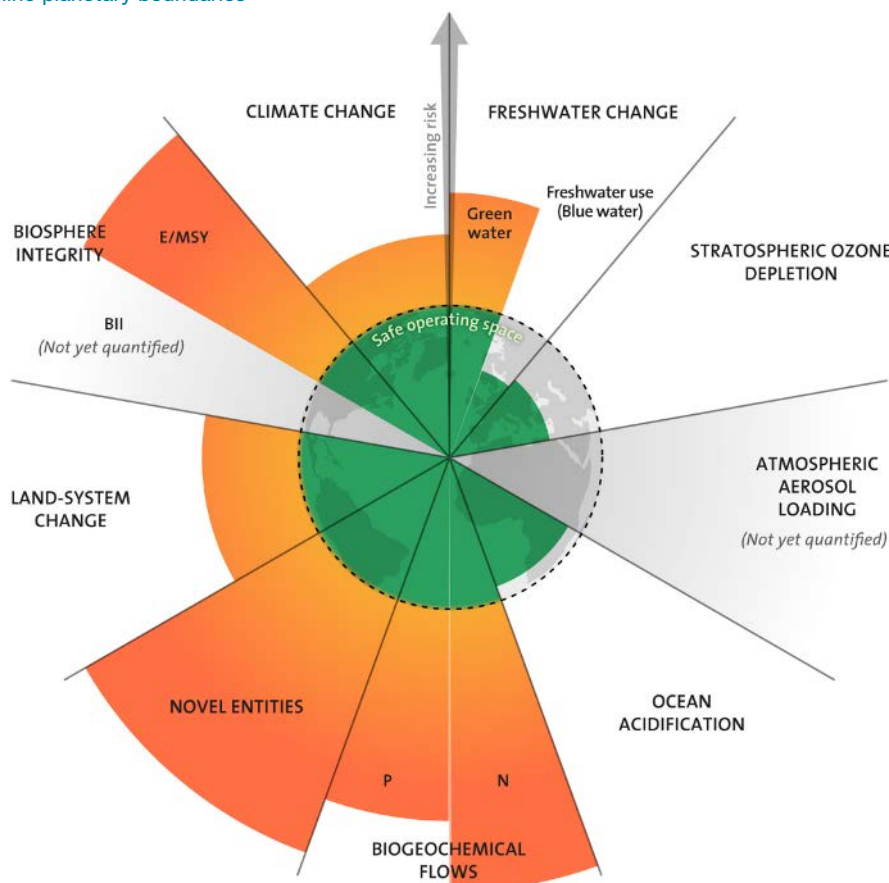 planetary boundaries
CLIMATE CHANGE
FRESHWATER CHANGE
Increasing risk
Freshwater use
(Blue water)
Green
water
BIOSPHERE
INTEGRITY
E/MSY
STRATOSPHERIC OZONE
DEPLETION
BII
(Not yet quantified)
Safe operating space
ATMOSPHERIC
AEROSOL
LOADING
(Not yet quantified)
LAND-SYSTEM
CHANGE
NOVEL ENTITIES
OCEAN
ACIDIFICATION
P
N
BIOGEOCHEMICAL
FLOWS